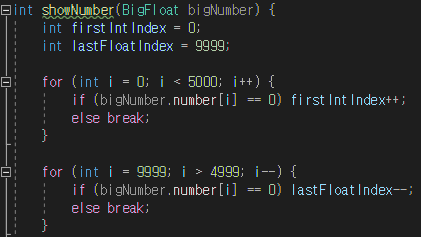 int showNumber(BigFloat bigNumber) {
int firstIntIndex = 0;
int lastFloatIndex = 9999;
for (int i = 0; i < 5000; i++) {
if (bigNumber.number[i] == 0) firstIntIndex++;
else break;
}
for (int i = 9999; i > 4999; i--) {
if (bigNumber.number[i] == 0) lastFloatIndex--;
else break;
}